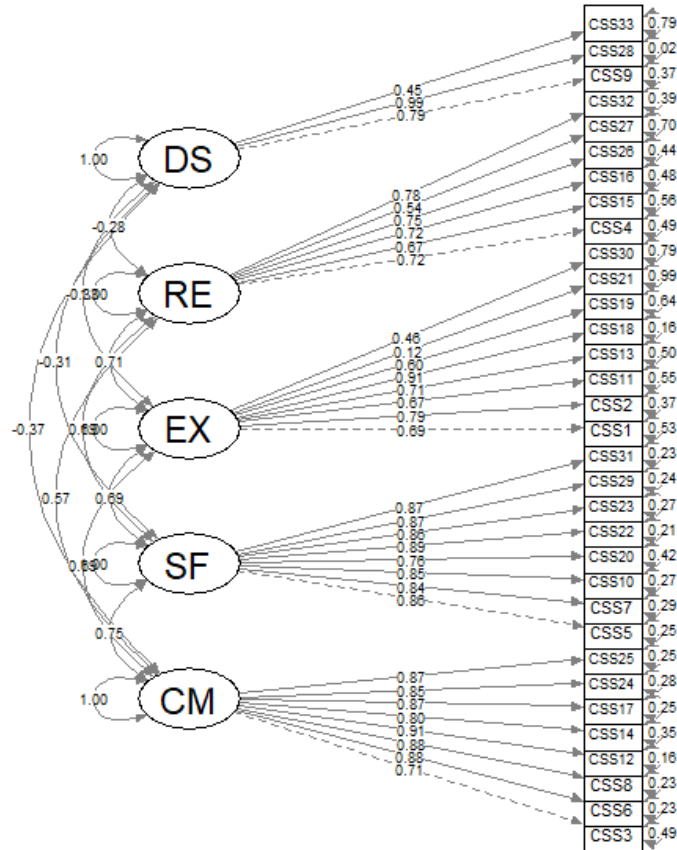 CSS33 0.79
CSS28 0.02
CSS9 0.37
CSS32 0.39
CSS27 0.70
CSS26 0.44
CSS16 0.48
CSS15 0.56
CSS4 0.49
CSS30 0.79
CSS21 0.99
CSS19 0.64
CSS18 0.16
CSS13 0.50
CSS11 0.55
CSS2 0.37
CSS1 0.53
CSS31 0.23
CSS29 0.24
CSS23 0.27
CSS22 0.21
CSS20 0.42
CSS10 0.27
CSS7 0.29
CSS5 0.25
CSS25 0.25
CSS24 0.28
CSS17 0.25
CSS14 0.35
CSS12 0.16
CSS8 0.23
CSS6 0.23
CSS3 0.49
0.45
0.99
0.79
1.00 DS
-0.28
0.78
0.54
0.75
0.72
0.67
0.72
RE
-0.31
0.71
-0.37
0.46
0.12
0.60
0.91
0.71
0.67
0.79
0.69
EX
0.57
0.69
0.87
0.87
0.86
0.89
0.76
0.85
0.84
0.86
SF
0.75
0.87
0.85
0.87
0.80
0.91
0.88
0.88
0.71
1.00 CM